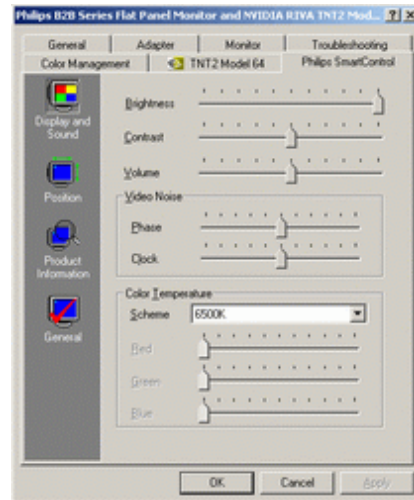 Philips B2B Series Flat Panel Monitor and NVIDIA RIVA TNT2 Mod...
General Adapter Monitor Troubleshooting
Color Management TNT2 Model 64 Philips SmartControl
Display and
Sound
Position
Product
Information
General
Brightness
Contrast
Volume
Video Noise
Phase
Clock
Color Temperature
Scheme 6500K
Red
Green
Blue
OK Cancel Apply